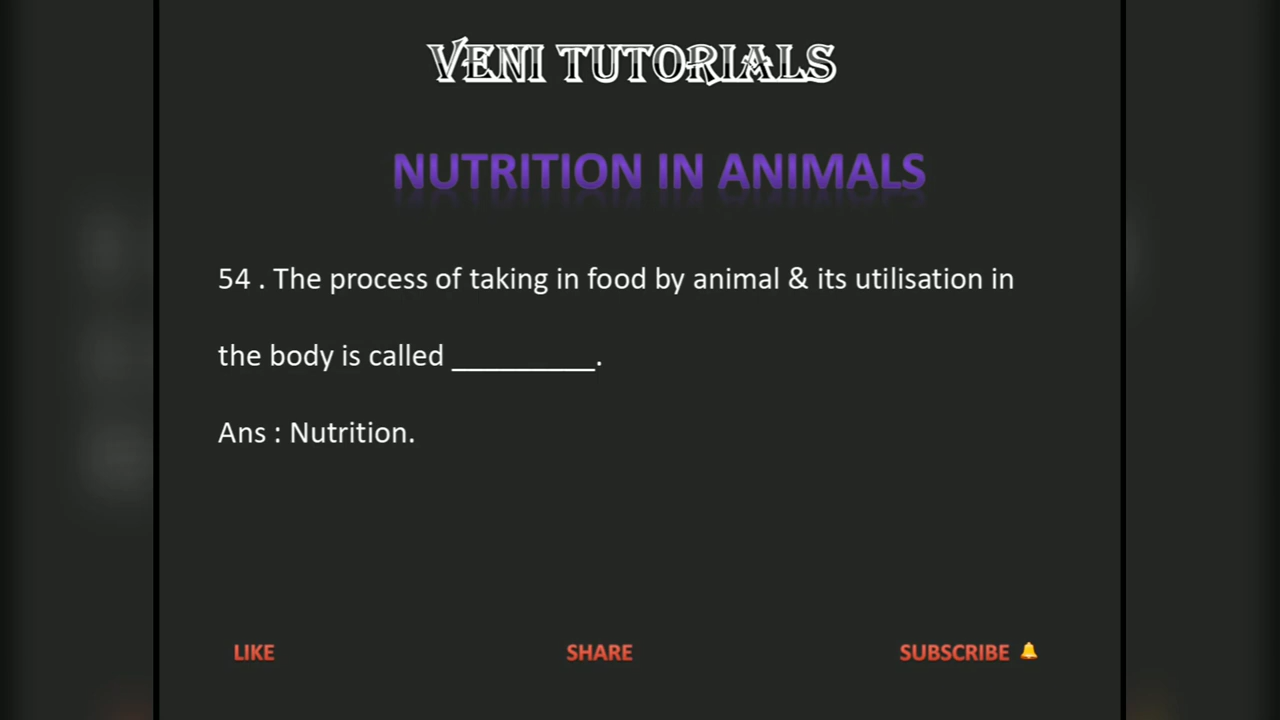 VENI TUTORIALS
NUTRITION IN ANIMALS
54 . The process of taking in food by animal & its utilisation in
the body is called _________.
Ans : Nutrition.
LIKE SHARE SUBSCRIBE 🔔